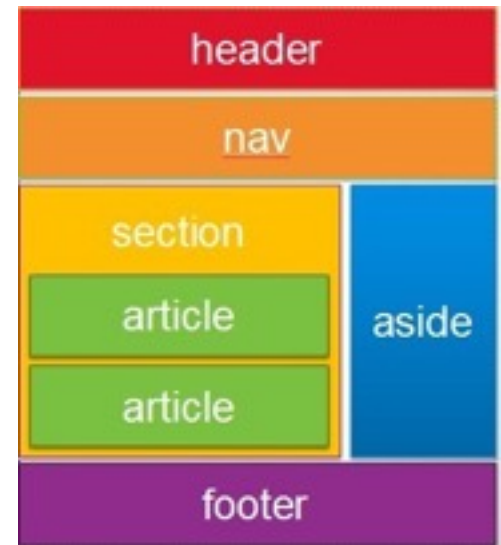 header
nav
section
article
article
aside
footer